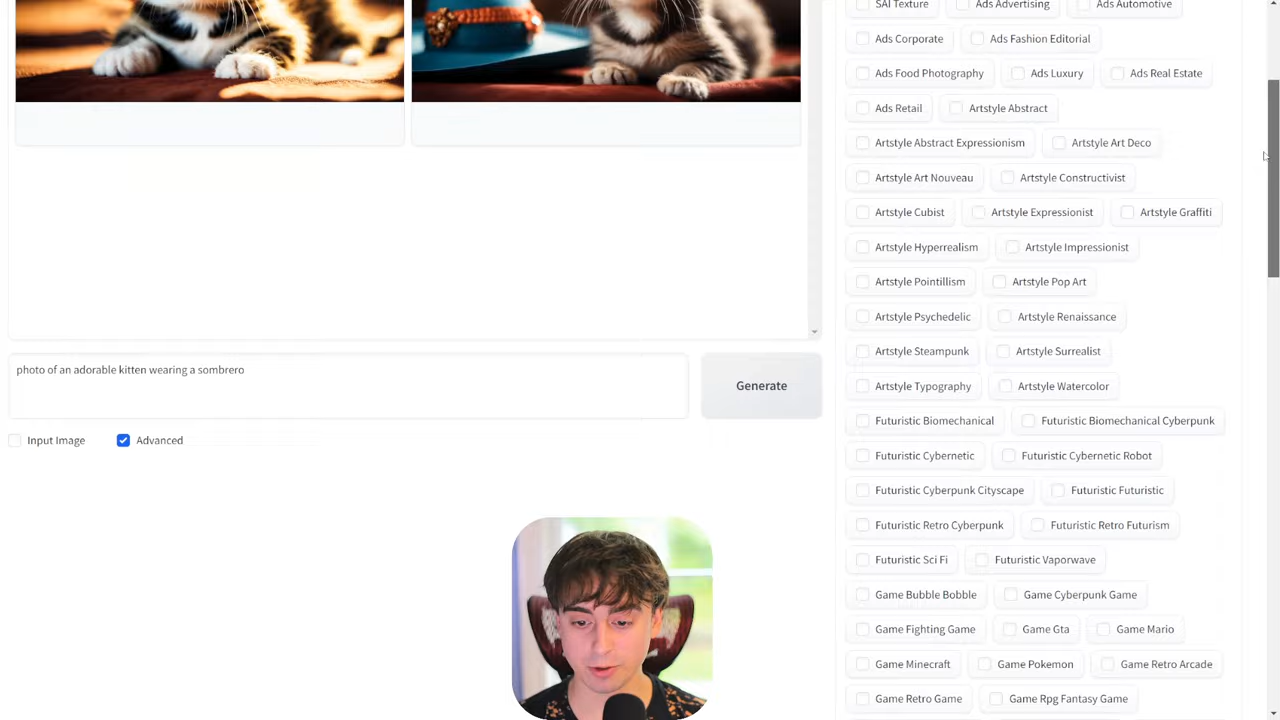 SAI Texture Ads Advertising Ads Automotive
Ads Corporate Ads Fashion Editorial
Ads Food Photography Ads Luxury Ads Real Estate
Ads Retail Artstyle Abstract
Artstyle Abstract Expressionism Artstyle Art Deco
Artstyle Art Nouveau Artstyle Constructivist
Artstyle Cubist Artstyle Expressionist Artstyle Graffiti
Artstyle Hyperrealism Artstyle Impressionist
Artstyle Pointillism Artstyle Pop Art
Artstyle Psychedelic Artstyle Renaissance
Artstyle Steampunk Artstyle Surrealist
Artstyle Typography Artstyle Watercolor
Futuristic Biomechanical Futuristic Biomechanical Cyberpunk
Futuristic Cybernetic Futuristic Cybernetic Robot
Futuristic Cyberpunk Cityscape Futuristic Futuristic
Futuristic Retro Cyberpunk Futuristic Retro Futurism
Futuristic Sci Fi Futuristic Vaporwave
Game Bubble Bobble Game Cyberpunk Game
Game Fighting Game Game Gta Game Mario
Game Minecraft Game Pokemon Game Retro Arcade
Game Retro Game Game Rpg Fantasy Game
photo of an adorable kitten wearing a sombrero
Generate
Input Image Advanced